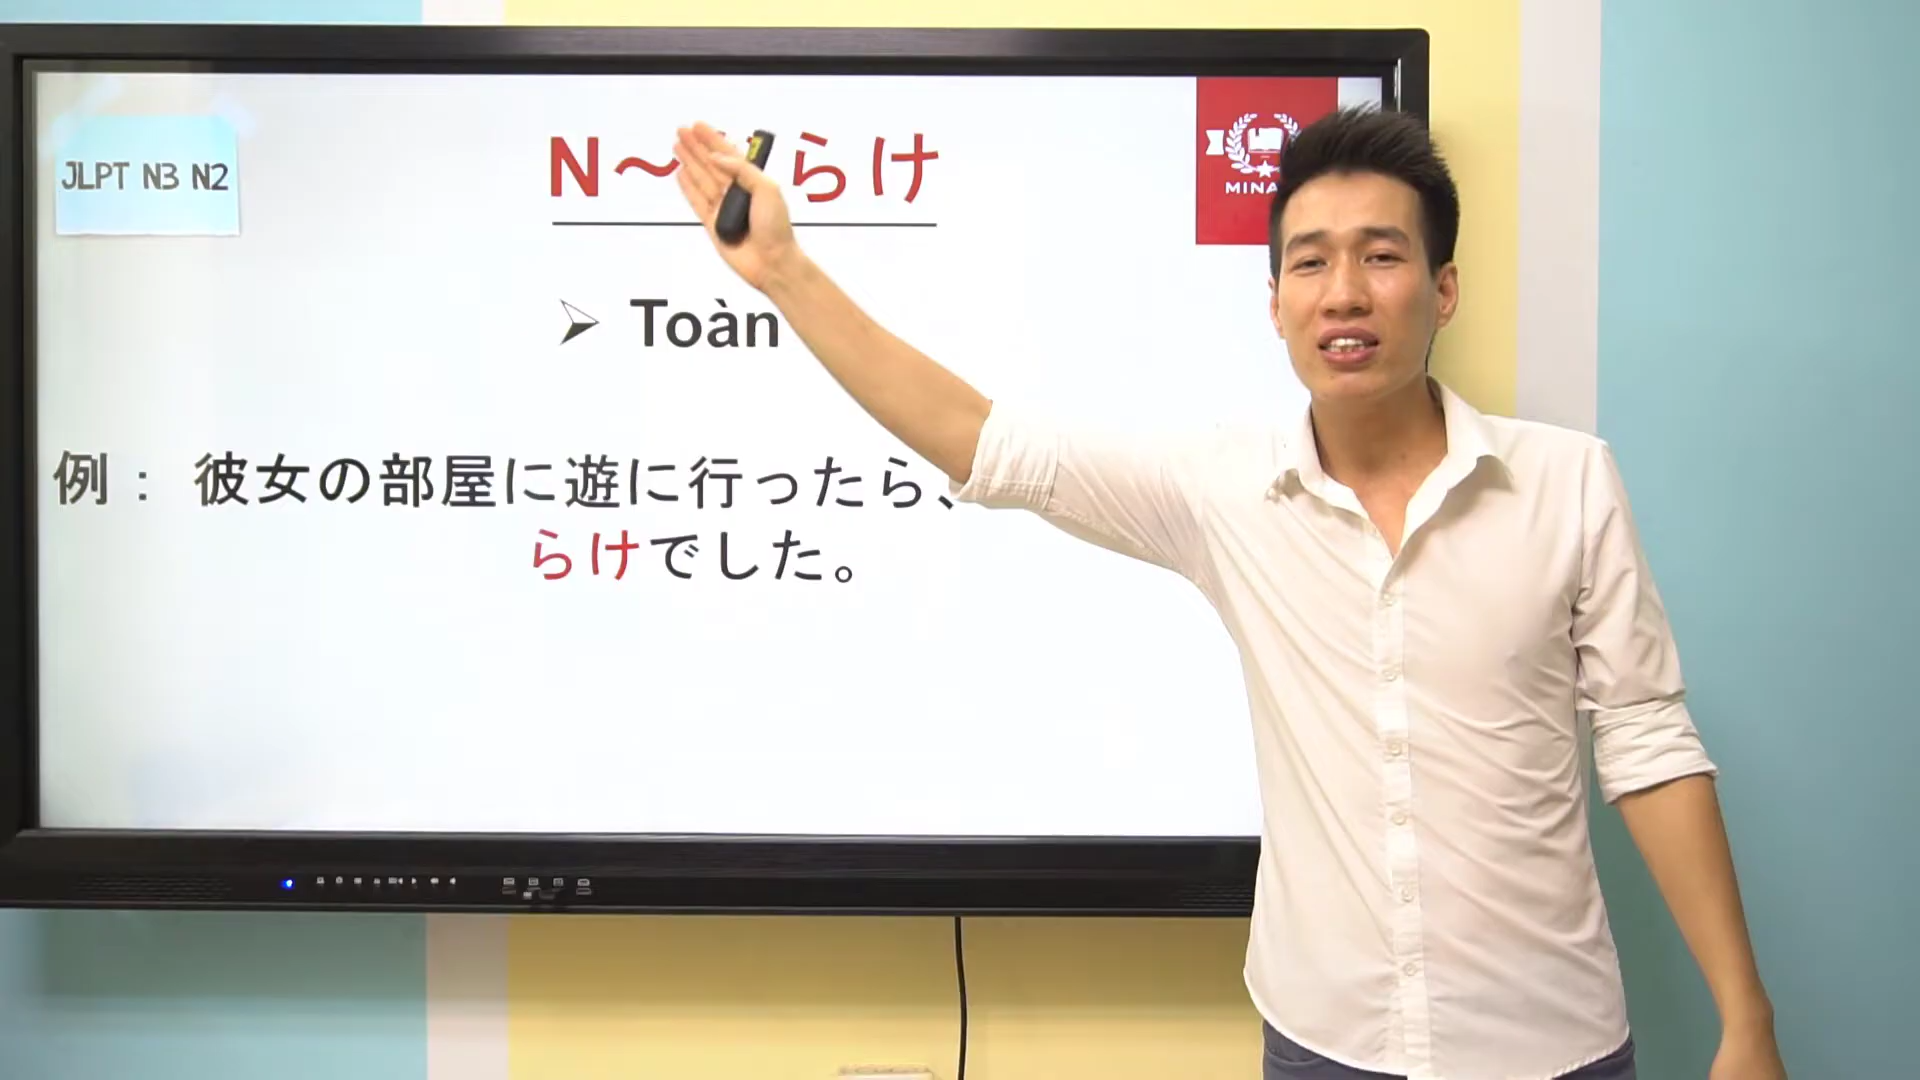 JLPT N3 N2
N～らけ
MINA
Toàn
例：彼女の部屋に遊に行ったら、
らけでした。